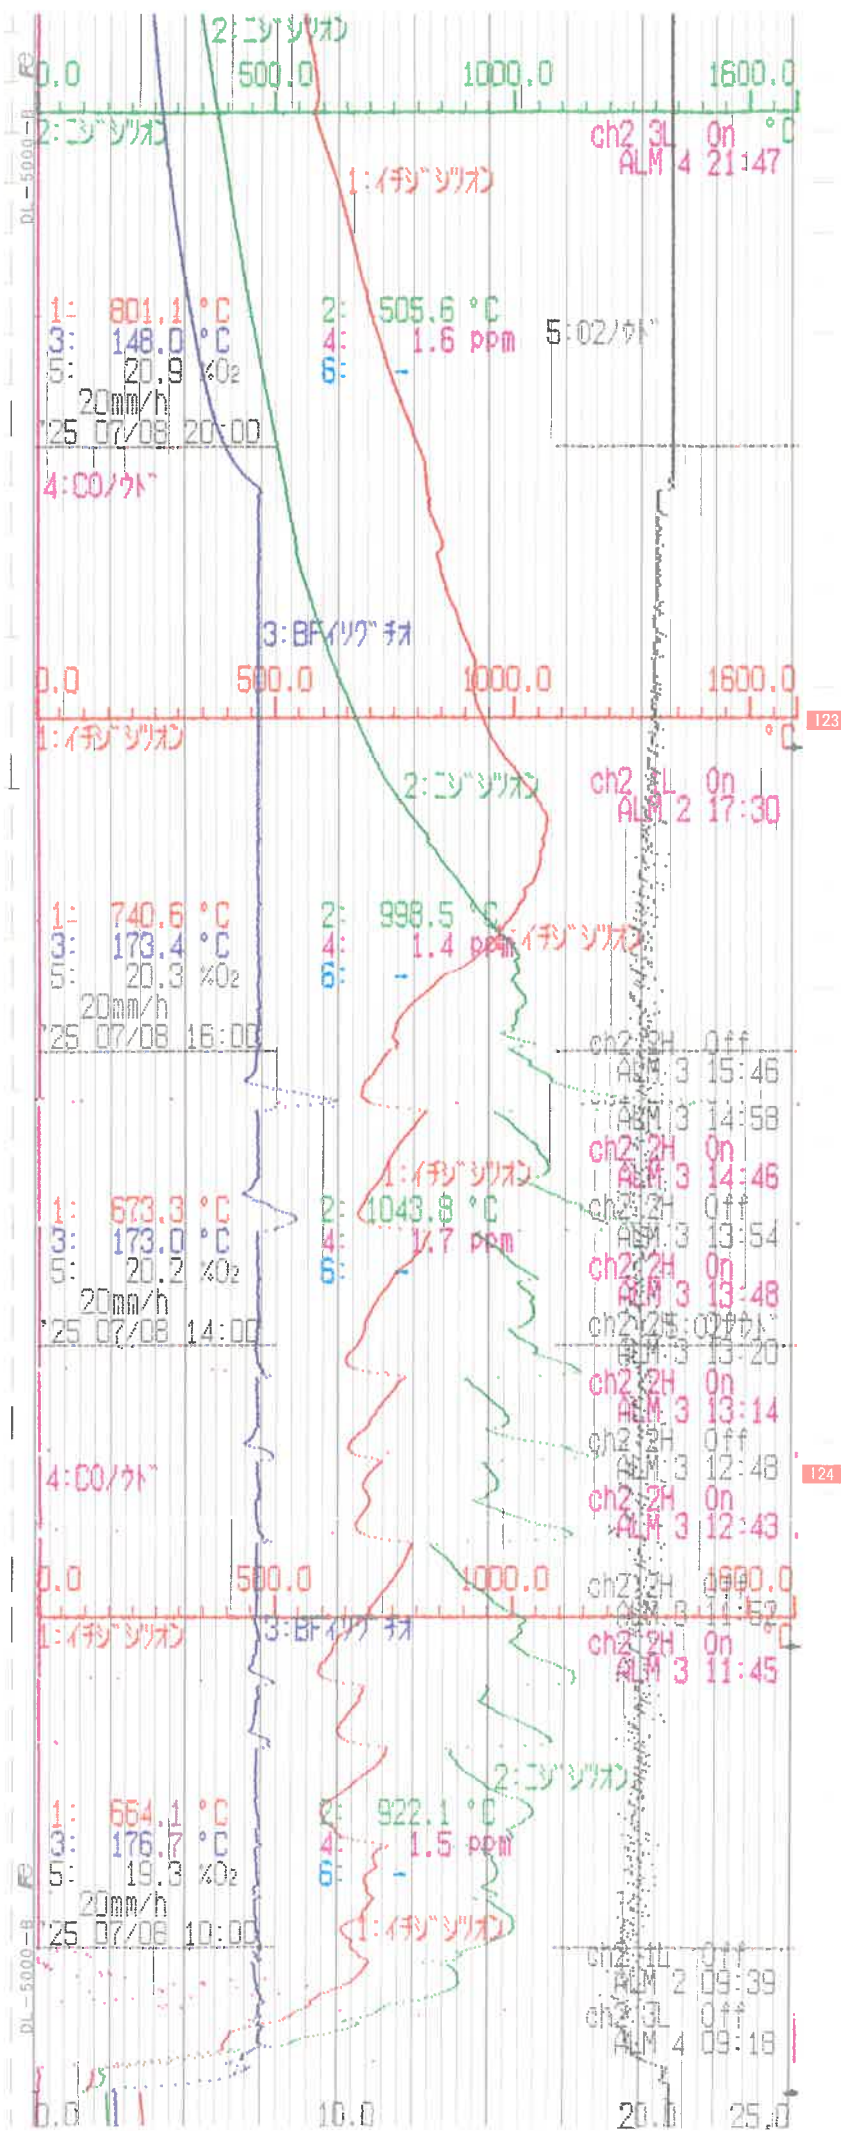 2:ニジシツオン
0.0 500.0 1000.0 1600.0
°C
2:ニジシツオン
DL-5000-B Fe
ch2 3L On
ALM 4 21:47
1:イチジシツオン
1: 801.1 °C 2: 505.6 °C
3: 148.0 °C 4: 1.6 ppm
5: 20.9 %O2 6: -
5:O2ノウド
20mm/h
'25 07/08 20:00
4:COノウド
3:BFイリグチオ
0.0 500.0 1000.0 1600.0
°C
123
1:イチジシツオン
2:ニジシツオン
ALM 2 17:30
1: 740.6 °C 2: 998.5 °C
1:イチジシツオン
3: 173.4 °C 4: 1.4 ppm
5: 20.3 %O2 6: -
20mm/h
'25 07/08 16:00
ch2 2H Off
ALM 3 15:46
ALM 3 14:58
ch2 2H On
ALM 3 14:46
1:イチジシツオン
1: 673.3 °C 2: 1043.8 °C
ch2 2H Off
ALM 3 13:54
3: 173.0 °C 4: 1.7 ppm
ch2 2H On
ALM 3 13:48
5: 20.2 %O2 6: -
20mm/h
'25 07/08 14:00
5:O2ノウド
ALM 3 13:20
ch2 2H On
ALM 3 13:14
ch2 2H Off
ALM 3 12:48
124
4:COノウド
ch2 2H On
ALM 3 12:43
0.0 500.0 1000.0 1600.0
ch2 2H Off
°C
1:イチジシツオン
3:BFイリグチオ
ch2 2H On
ALM 3 11:45
2:ニジシツオン
1: 664.1 °C 2: 922.1 °C
3: 176.7 °C 4: 1.5 ppm
5: 19.3 %O2 6: -
20mm/h
'25 07/08 10:00
1:イチジシツオン
DL-5000-B Fe
ALM 2 09:39
ALM 4 09:18
0.0 10.0 20.0 25.0